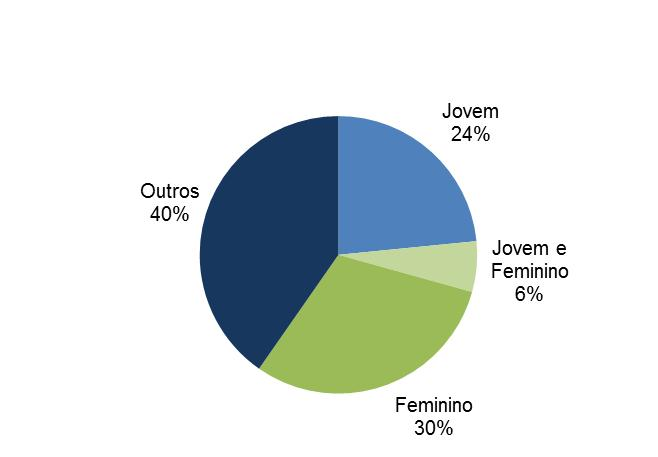 Jovem
24%
Outros
40%
Jovem e
Feminino
6%
Feminino
30%